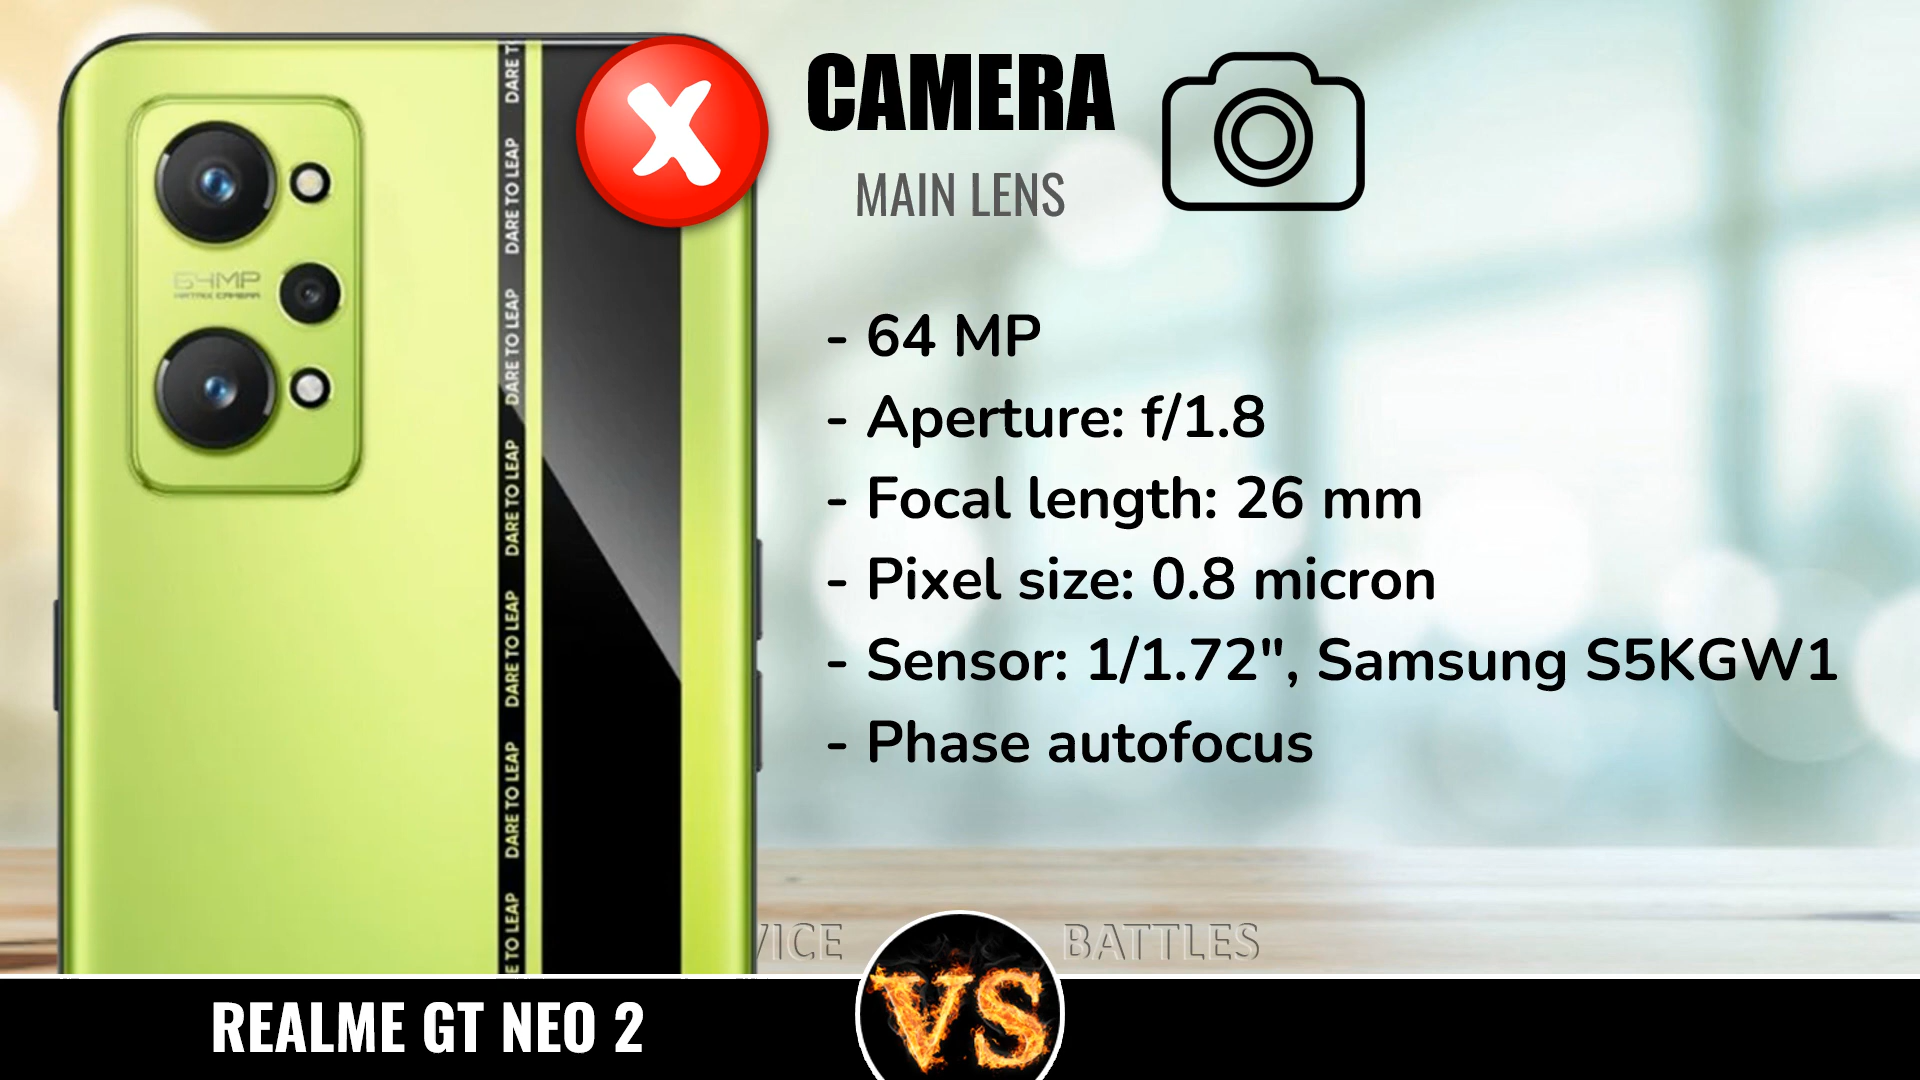 CAMERA
MAIN LENS
- 64 MP
- Aperture: f/1.8
- Focal length: 26 mm
- Pixel size: 0.8 micron
- Sensor: 1/1.72", Samsung S5KGW1
- Phase autofocus
64MP
MATRIX CAMERA
DARE TO LEAP
DARE TO LEAP
DARE TO LEAP
DARE TO LEAP
DARE TO LEAP
DARE TO LEAP
BATTLES
VS
REALME GT NEO 2